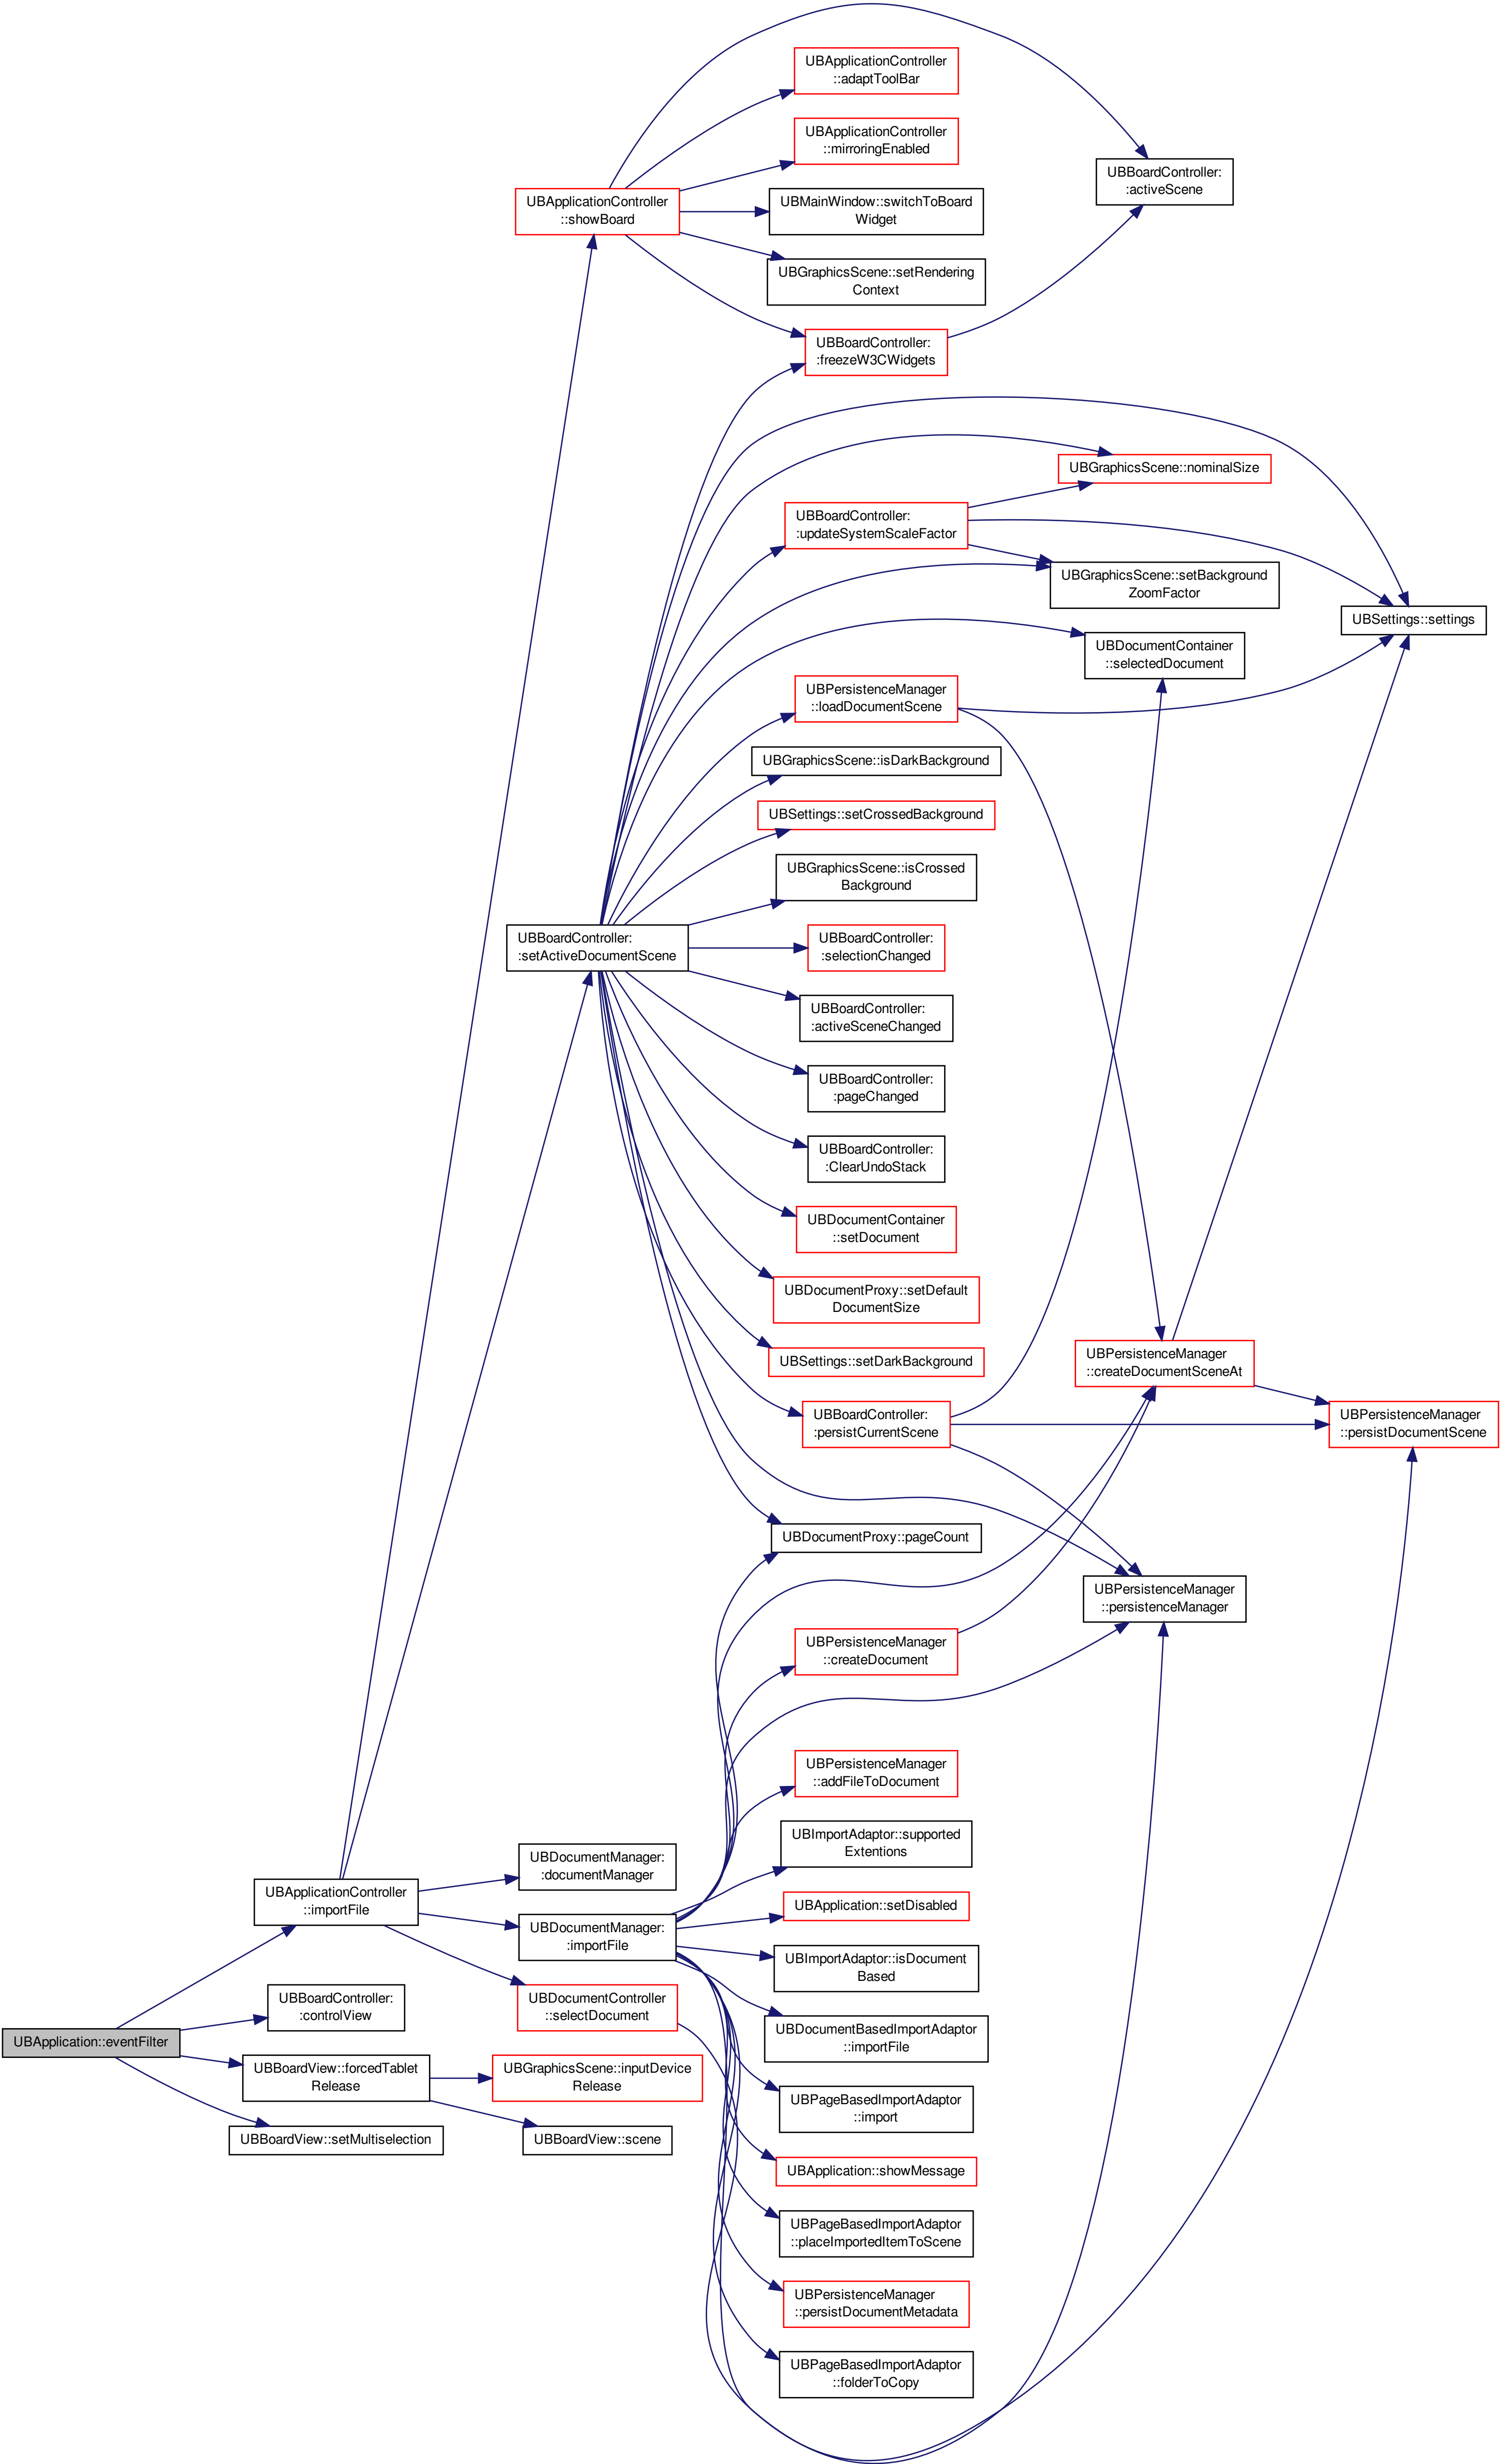 UBApplicationController
::adaptToolBar
UBApplicationController
::mirroringEnabled
UBBoardController:
:activeScene
UBApplicationController
::showBoard
UBMainWindow::switchToBoard
Widget
UBGraphicsScene::setRendering
Context
UBBoardController:
:freezeW3CWidgets
UBGraphicsScene::nominalSize
UBBoardController:
:updateSystemScaleFactor
UBGraphicsScene::setBackground
ZoomFactor
UBSettings::settings
UBDocumentContainer
::selectedDocument
UBPersistenceManager
::loadDocumentScene
UBGraphicsScene::isDarkBackground
UBSettings::setCrossedBackground
UBGraphicsScene::isCrossed
Background
UBBoardController:
:setActiveDocumentScene
UBBoardController:
:selectionChanged
UBBoardController:
:activeSceneChanged
UBBoardController:
:pageChanged
UBBoardController:
:ClearUndoStack
UBDocumentContainer
::setDocument
UBDocumentProxy::setDefault
DocumentSize
UBSettings::setDarkBackground
UBPersistenceManager
::createDocumentSceneAt
UBBoardController:
:persistCurrentScene
UBPersistenceManager
::persistDocumentScene
UBDocumentProxy::pageCount
UBPersistenceManager
::persistenceManager
UBPersistenceManager
::createDocument
UBPersistenceManager
::addFileToDocument
UBImportAdaptor::supported
Extentions
UBDocumentManager:
:documentManager
UBApplicationController
::importFile
UBApplication::setDisabled
UBDocumentManager:
:importFile
UBImportAdaptor::isDocument
Based
UBBoardController:
:controlView
UBDocumentController
::selectDocument
UBDocumentBasedImportAdaptor
::importFile
UBApplication::eventFilter
UBBoardView::forcedTablet
Release
UBGraphicsScene::inputDevice
Release
UBPageBasedImportAdaptor
::import
UBBoardView::setMultiselection
UBBoardView::scene
UBApplication::showMessage
UBPageBasedImportAdaptor
::placeImportedItemToScene
UBPersistenceManager
::persistDocumentMetadata
UBPageBasedImportAdaptor
::folderToCopy